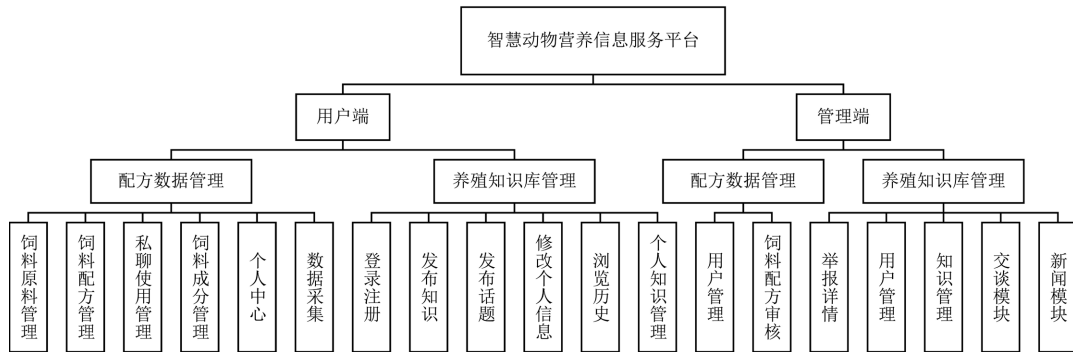 智慧动物营养信息服务平台
用户端
管理端
配方数据管理
养殖知识库管理
配方数据管理
养殖知识库管理
饲料原料管理
饲料配方管理
私聊使用管理
饲料成分管理
个人中心
数据采集
登录注册
发布知识
发布话题
修改个人信息
浏览历史
个人知识管理
用户管理
饲料配方审核
举报详情
用户管理
知识管理
交谈模块
新闻模块